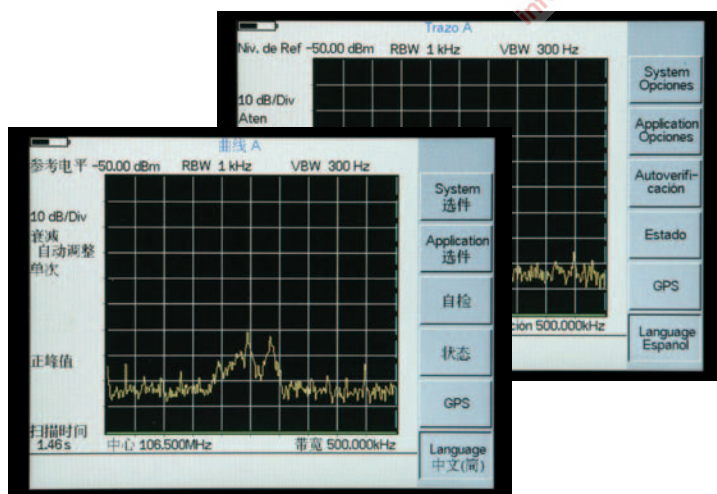 Trazo A
Niv. de Ref -50.00 dBm RBW 1 kHz VBW 300 Hz
10 dB/Div
Aten
System
Opciones
Application
Opciones
Autoverifi-
cación
Estado
GPS
ción 500.000kHz
Language
Espanol
曲线 A
参考电平 -50.00 dBm RBW 1 kHz VBW 300 Hz
10 dB/Div
衰减
自动调整
单次
正峰值
扫描时间
1.46 s
中心 106.500MHz 带宽 500.000kHz
System
选件
Application
选件
自检
状态
GPS
Language
中文(简)